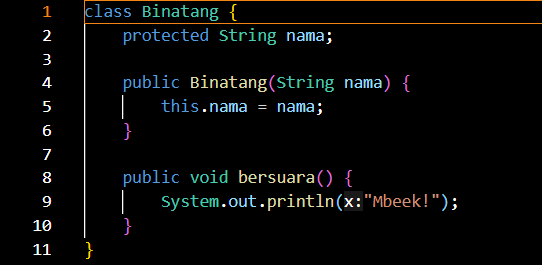 1 class Binatang {
2 protected String nama;
3
4 public Binatang(String nama) {
5 this.nama = nama;
6 }
7
8 public void bersuara() {
9 System.out.println(x:"Mbeek!");
10 }
11 }